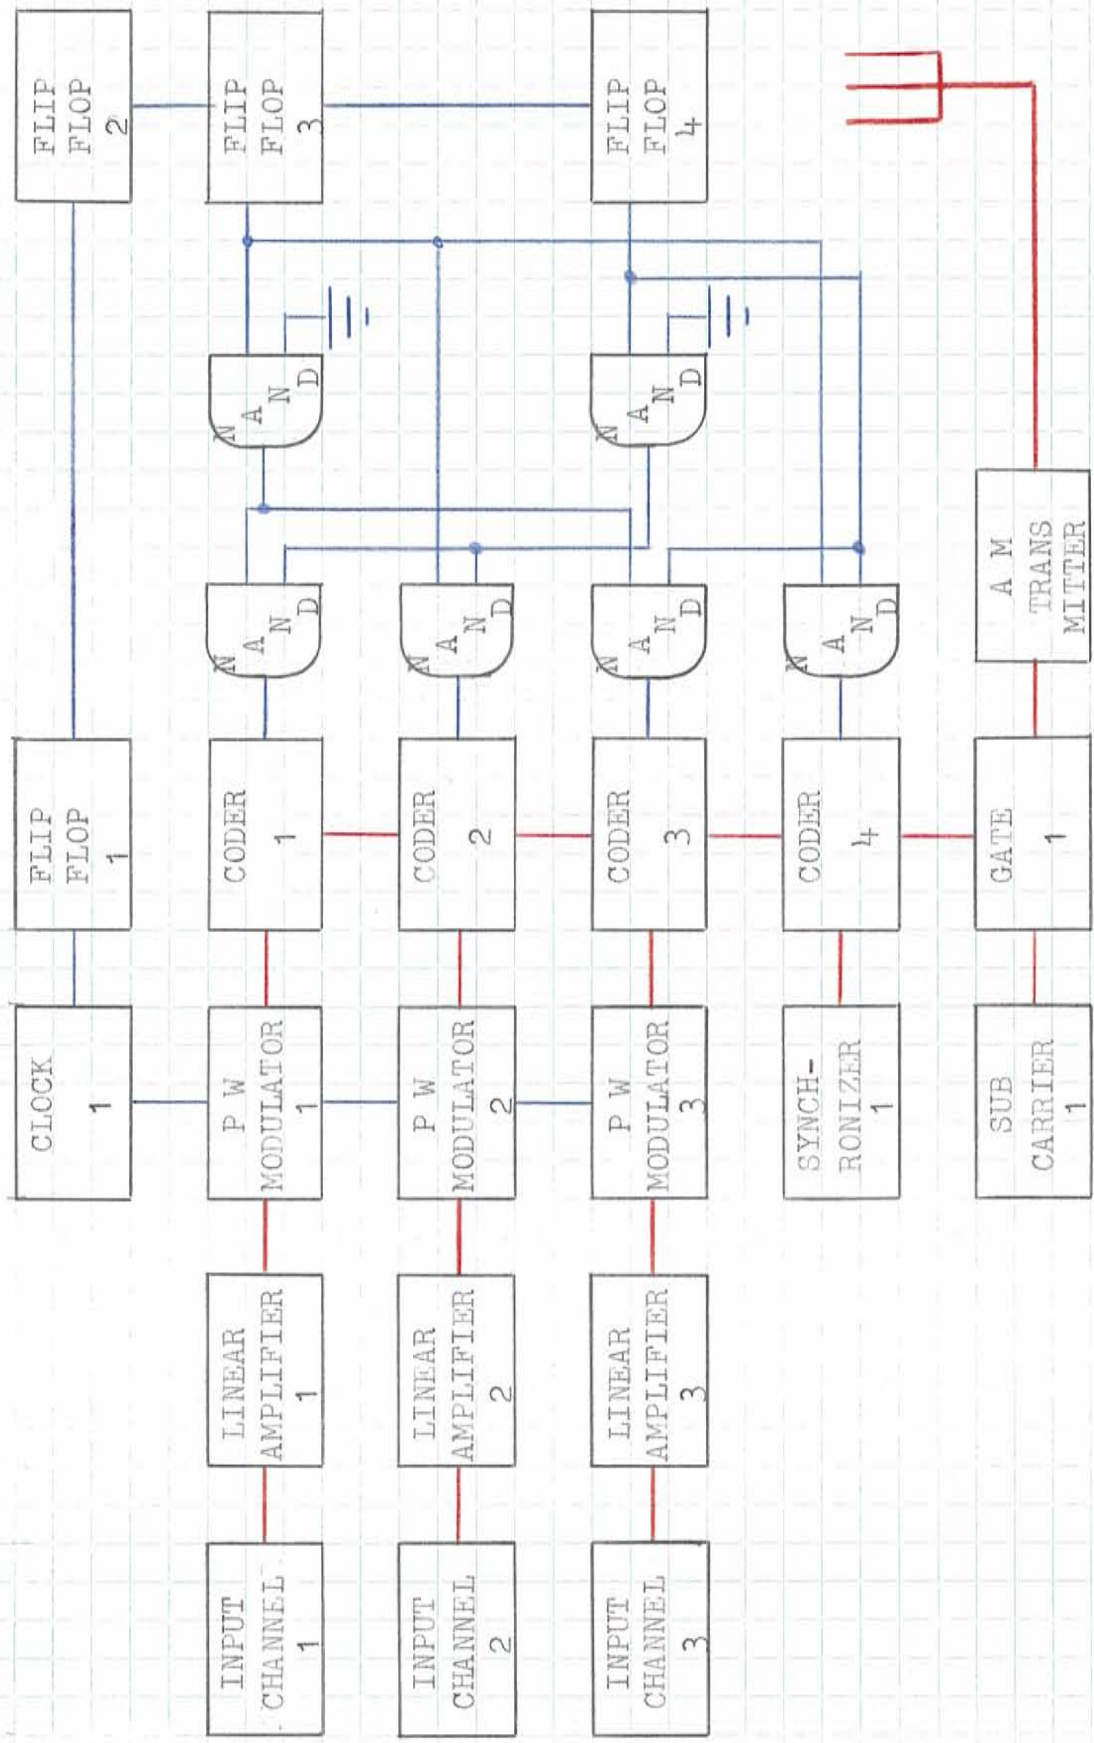 CLOCK
1
FLIP
FLOP
1
FLIP
FLOP
2
INPUT
CHANNEL
1
LINEAR
AMPLIFIER
1
P W
MODULATOR
1
CODER
1
NAND
NAND
FLIP
FLOP
3
INPUT
CHANNEL
2
LINEAR
AMPLIFIER
2
P W
MODULATOR
2
CODER
2
NAND
INPUT
CHANNEL
3
LINEAR
AMPLIFIER
3
P W
MODULATOR
3
CODER
3
NAND
NAND
FLIP
FLOP
4
SYNCH-
RONIZER
1
CODER
4
NAND
SUB
CARRIER
1
GATE
1
A M
TRANS
MITTER